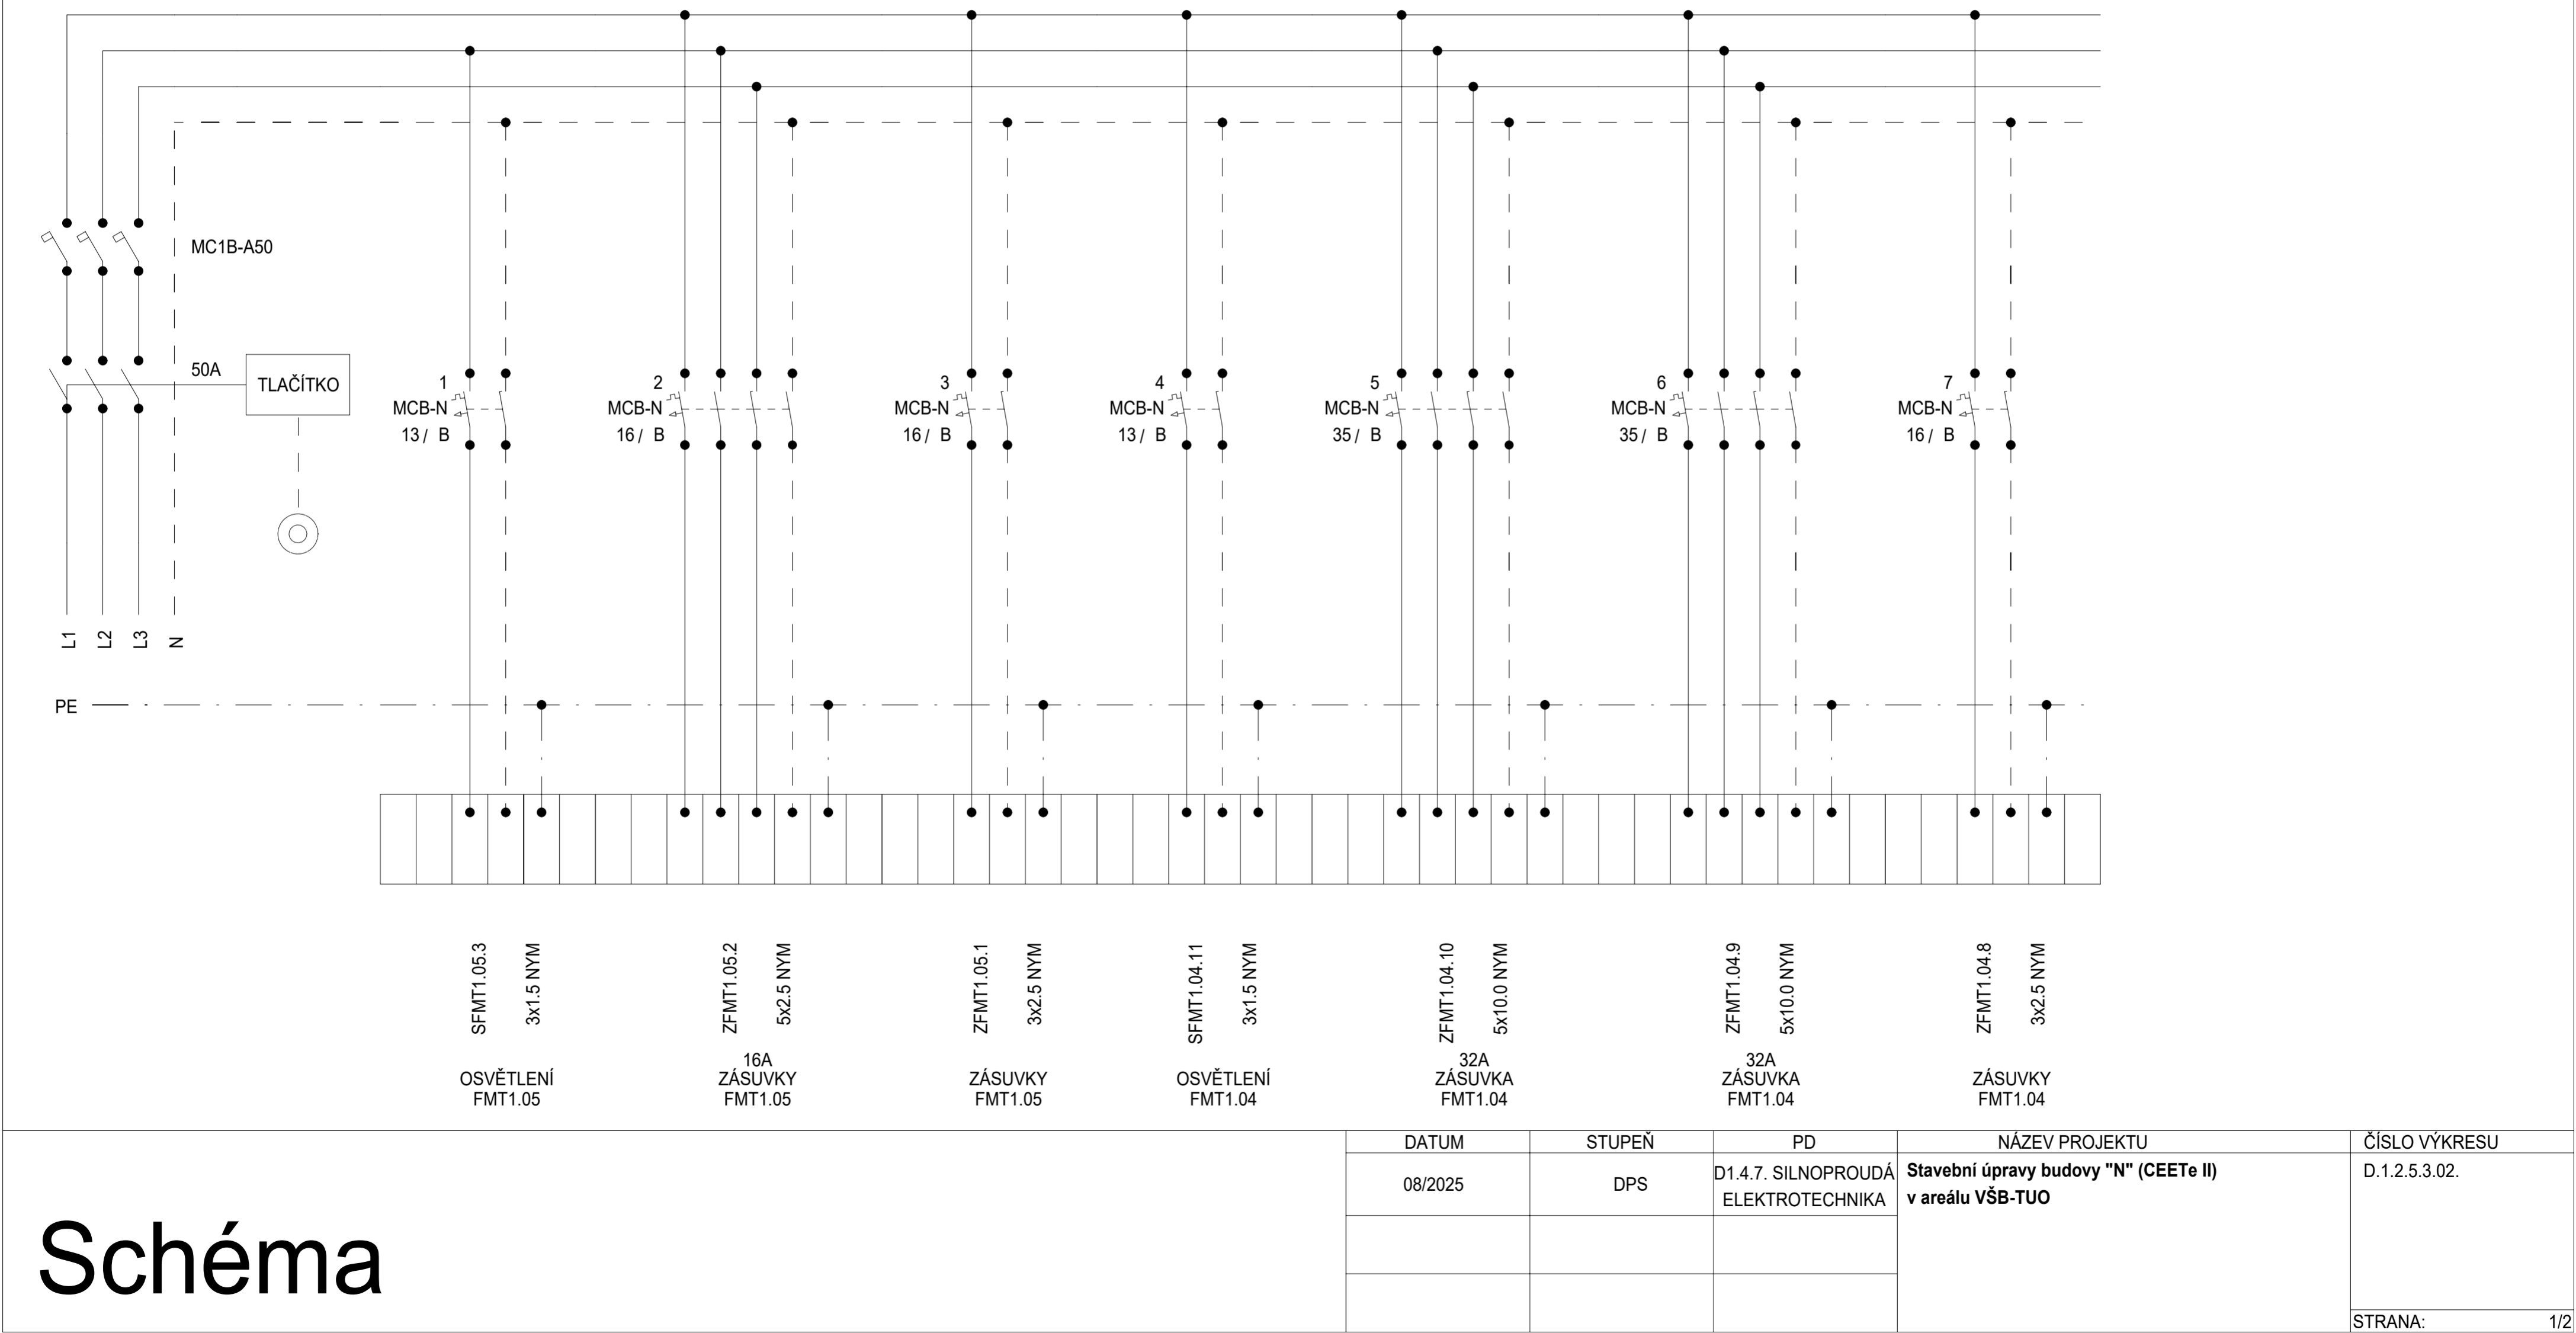 MC1B-A50
50A
TLAČÍTKO
1
MCB-N
13 / B
2
MCB-N
16 / B
3
MCB-N
16 / B
4
MCB-N
13 / B
5
MCB-N
35 / B
6
MCB-N
35 / B
7
MCB-N
16 / B
L1
L2
L3
N
PE
SFMT1.05.3
3x1.5 NYM
ZFMT1.05.2
5x2.5 NYM
ZFMT1.05.1
3x2.5 NYM
SFMT1.04.11
3x1.5 NYM
ZFMT1.04.10
5x10.0 NYM
ZFMT1.04.9
5x10.0 NYM
ZFMT1.04.8
3x2.5 NYM
OSVĚTLENÍ
FMT1.05
16A
ZÁSUVKY
FMT1.05
ZÁSUVKY
FMT1.05
OSVĚTLENÍ
FMT1.04
32A
ZÁSUVKA
FMT1.04
32A
ZÁSUVKA
FMT1.04
ZÁSUVKY
FMT1.04
Schéma
DATUM
08/2025
STUPEŇ
DPS
PD
D1.4.7. SILNOPROUDÁ
ELEKTROTECHNIKA
NÁZEV PROJEKTU
Stavební úpravy budovy "N" (CEETe II)
v areálu VŠB-TUO
ČÍSLO VÝKRESU
D.1.2.5.3.02.
STRANA: 1/2